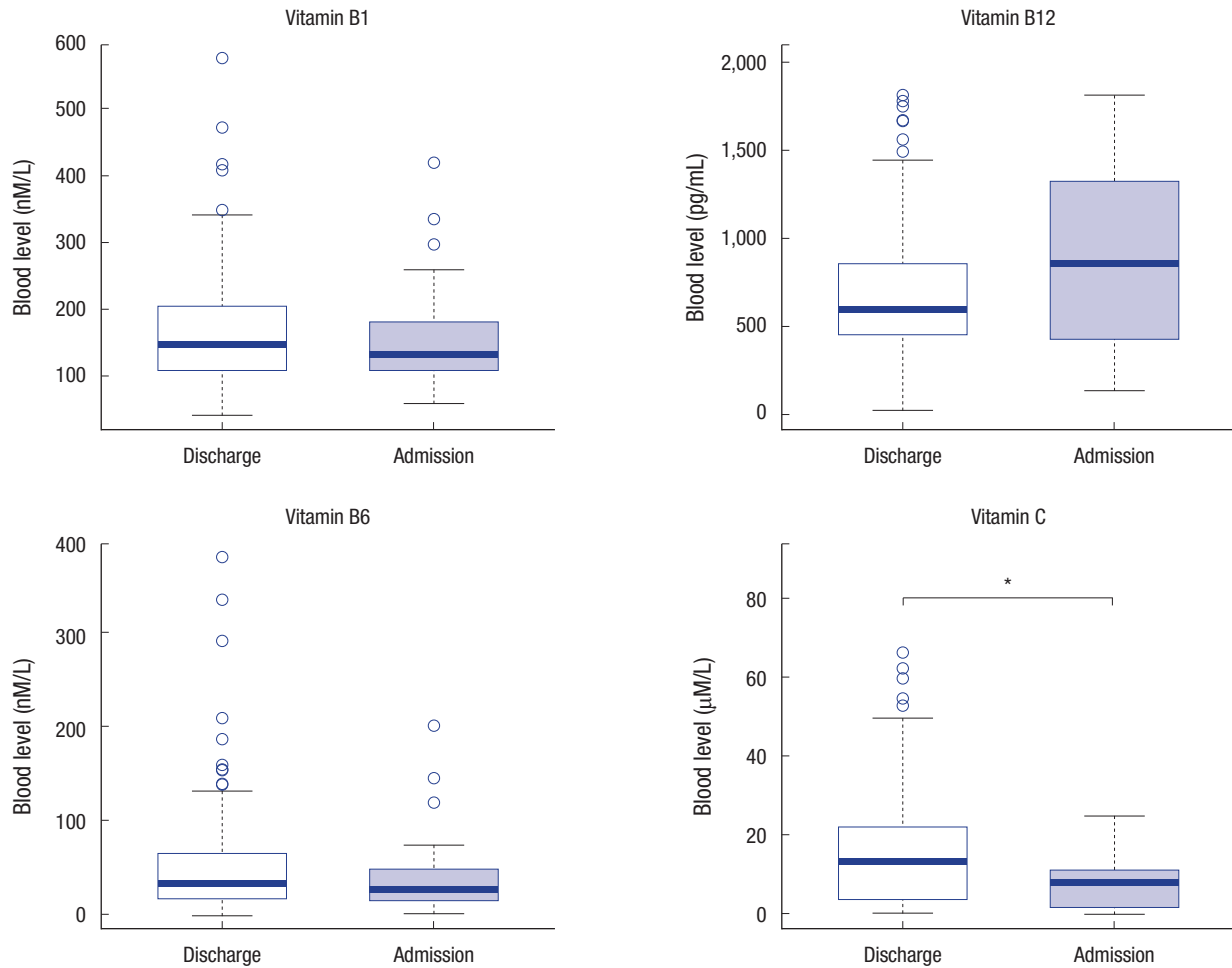 Vitamin B1
600
500
400
300
200
100
Blood level (nM/L)
Discharge
Admission
Vitamin B12
2,000
1,500
1,000
500
0
Blood level (pg/mL)
Discharge
Admission
Vitamin B6
400
300
200
100
0
Blood level (nM/L)
Discharge
Admission
Vitamin C
*
80
60
40
20
0
Blood level (μM/L)
Discharge
Admission